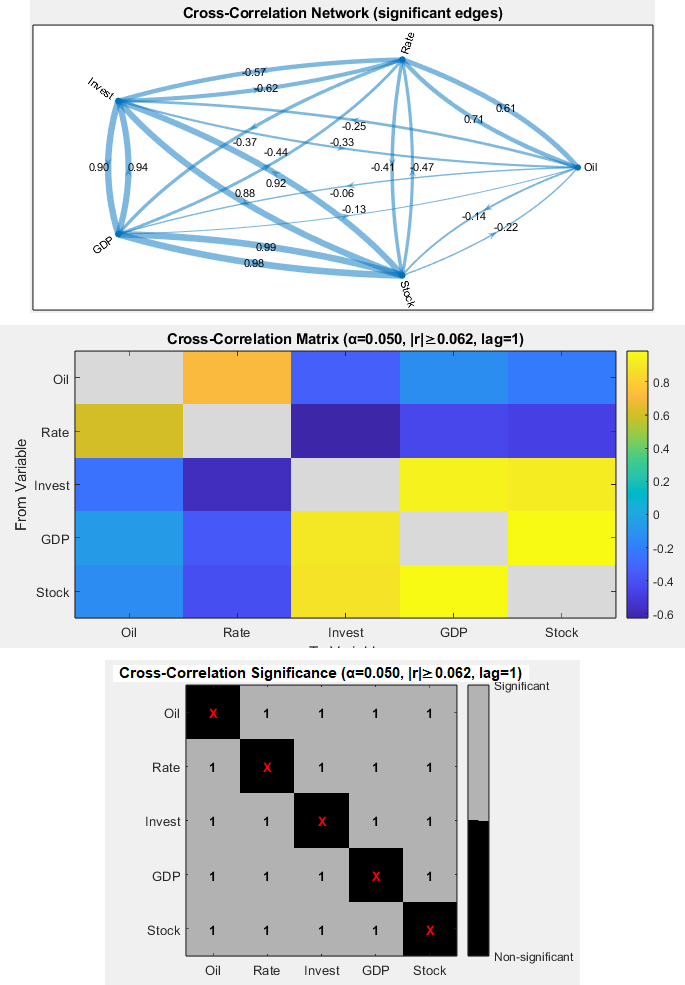 Cross-Correlation Network (significant edges)
Rate
Invest
-0.57
-0.62
0.61
0.71
-0.25
-0.37
-0.33
-0.44
0.90
0.94
-0.41
-0.47
Oil
0.92
0.88
-0.06
-0.13
-0.14
-0.22
GDP
0.99
0.98
Stock
Cross-Correlation Matrix (α=0.050, |r|≥0.062, lag=1)
From Variable
Oil
Rate
Invest
GDP
Stock
Oil Rate Invest GDP Stock
0.8
0.6
0.4
0.2
0
-0.2
-0.4
-0.6
Cross-Correlation Significance (α=0.050, |r|≥0.062, lag=1)
Significant
Oil X 1 1 1 1
Rate 1 X 1 1 1
Invest 1 1 X 1 1
GDP 1 1 1 X 1
Stock 1 1 1 1 X
Non-significant
Oil Rate Invest GDP Stock